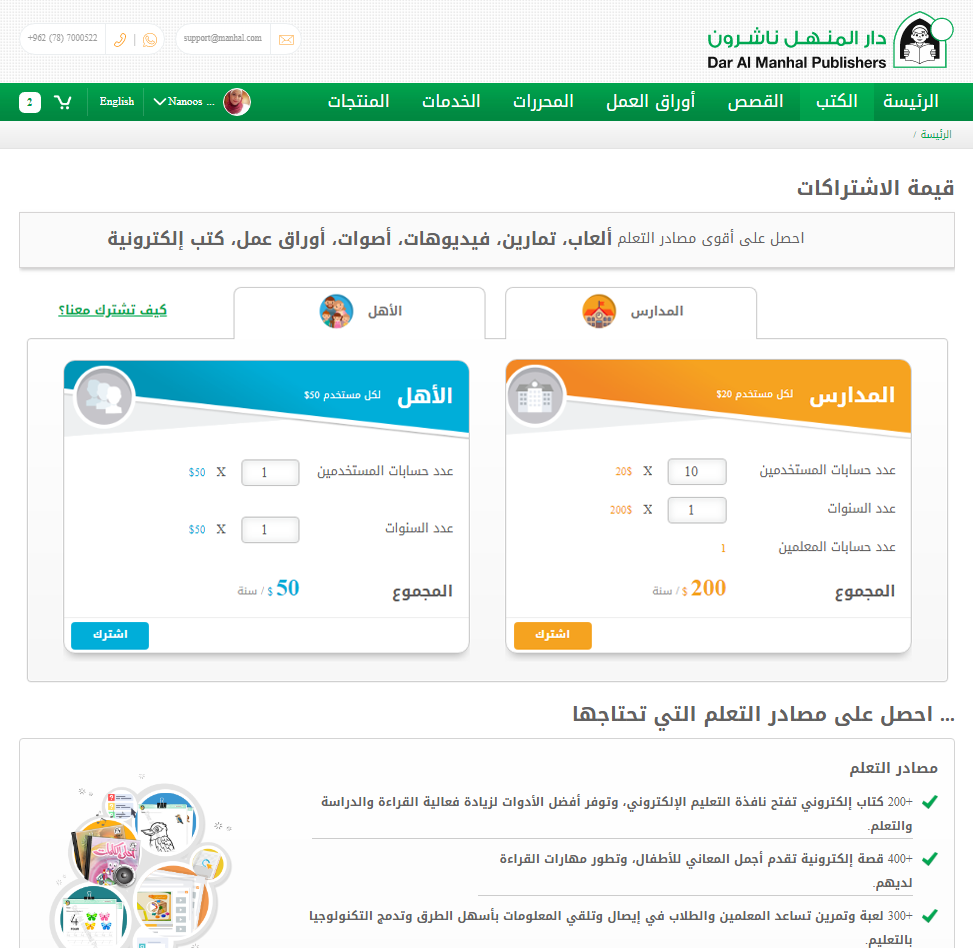 دار المنهل ناشرون
Dar Al Manhal Publishers
support@manhal.com
+962 (78) 7000522 |
الرئيسة الكتب القصص أوراق العمل المحررات الخدمات المنتجات
Nanoos ... English 2
الرئيسة /
قيمة الاشتراكات
احصل على أقوى مصادر التعلم ألعاب، تمارين، فيديوهات، أصوات، أوراق عمل، كتب إلكترونية
المدارس
الأهل
كيف تشترك معنا؟
المدارس
لكل مستخدم 20$
عدد حسابات المستخدمين 10 X 20$
عدد السنوات 1 X 200$
عدد حسابات المعلمين 1
المجموع 200 $ / سنة
اشترك
الأهل
لكل مستخدم 50$
عدد حسابات المستخدمين 1 X $50
عدد السنوات 1 X $50
المجموع 50 $ / سنة
اشترك
... احصل على مصادر التعلم التي تحتاجها
مصادر التعلم
+200 كتاب إلكتروني تفتح نافذة التعليم الإلكتروني، وتوفر أفضل الأدوات لزيادة فعالية القراءة والدراسة
والتعلم.
+400 قصة إلكترونية تقدم أجمل المعاني للأطفال، وتطور مهارات القراءة
لديهم.
+300 لعبة وتمرين تساعد المعلمين والطلاب في إيصال وتلقي المعلومات بأسهل الطرق وتدمج التكنولوجيا
بالتعليم.
4